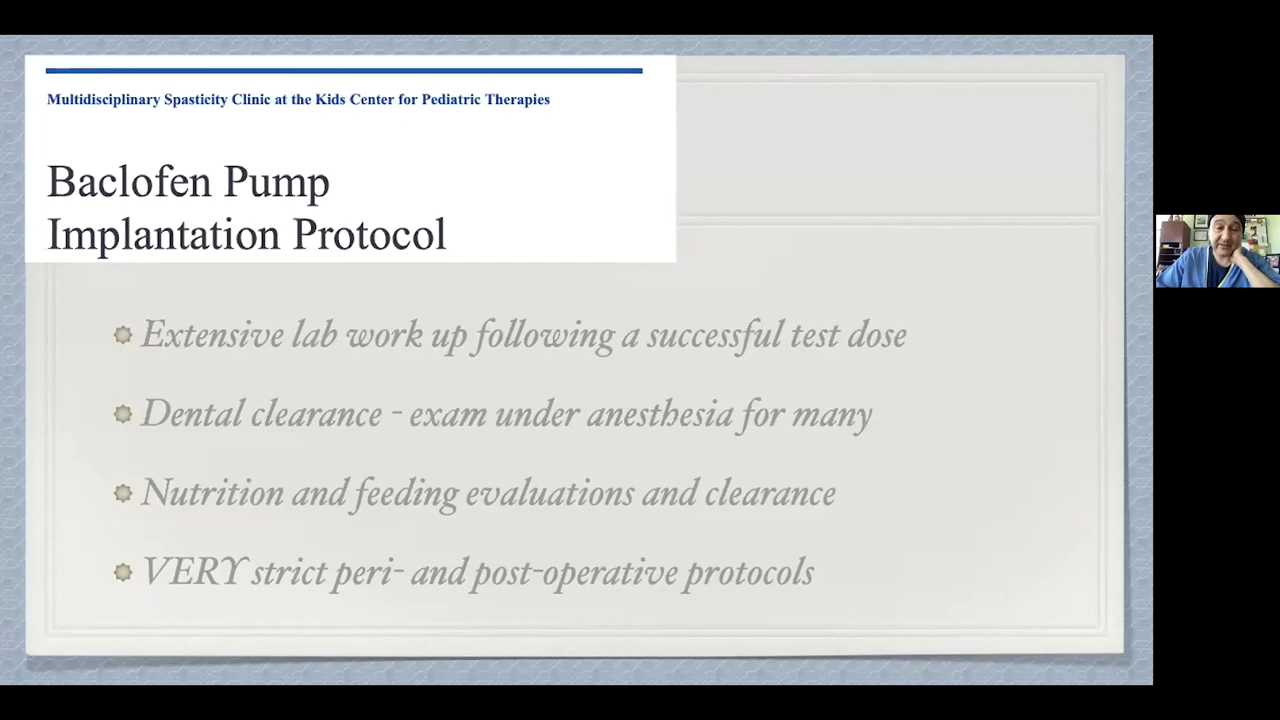 Multidisciplinary Spasticity Clinic at the Kids Center for Pediatric Therapies
Baclofen Pump
Implantation Protocol
Extensive lab work up following a successful test dose
Dental clearance - exam under anesthesia for many
Nutrition and feeding evaluations and clearance
VERY strict peri- and post-operative protocols